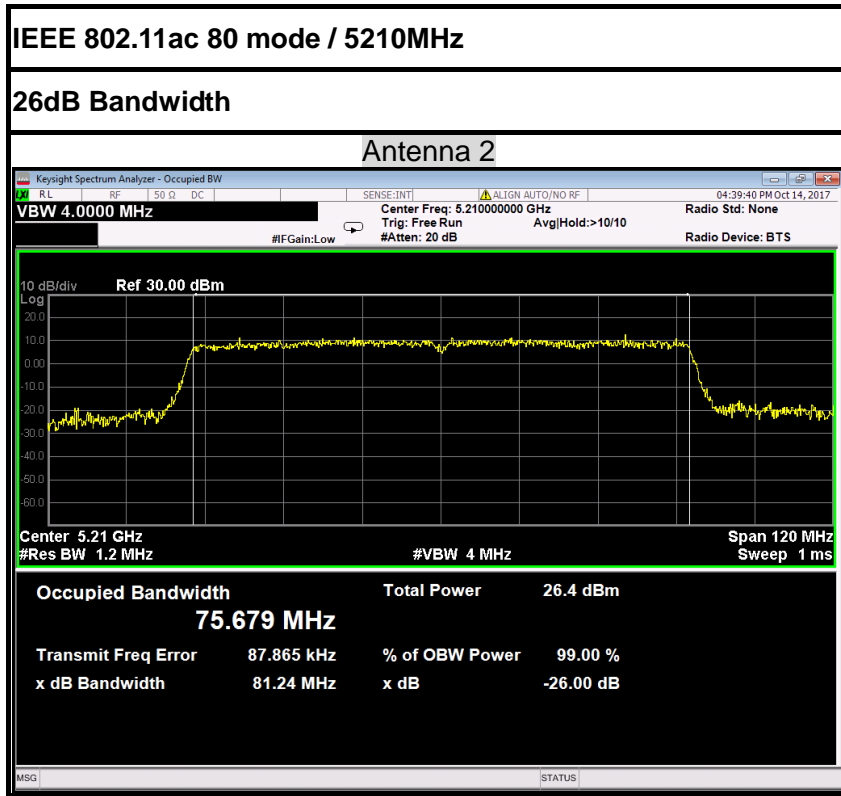 IEEE 802.11ac 80 mode / 5210MHz
26dB Bandwidth
Antenna 2
Keysight Spectrum Analyzer - Occupied BW
LXI RL RF 50 Ω DC SENSE:INT ALIGN AUTO/NO RF 04:39:40 PM Oct 14, 2017
VBW 4.0000 MHz Center Freq: 5.210000000 GHz Radio Std: None
Trig: Free Run Avg|Hold:>10/10
#IFGain:Low #Atten: 20 dB Radio Device: BTS
10 dB/div Ref 30.00 dBm
Log
20.0
10.0
0.00
-10.0
-20.0
-30.0
-40.0
-50.0
-60.0
Center 5.21 GHz Span 120 MHz
#Res BW 1.2 MHz #VBW 4 MHz Sweep 1 ms
Occupied Bandwidth Total Power 26.4 dBm
75.679 MHz
Transmit Freq Error 87.865 kHz % of OBW Power 99.00 %
x dB Bandwidth 81.24 MHz x dB -26.00 dB
MSG STATUS